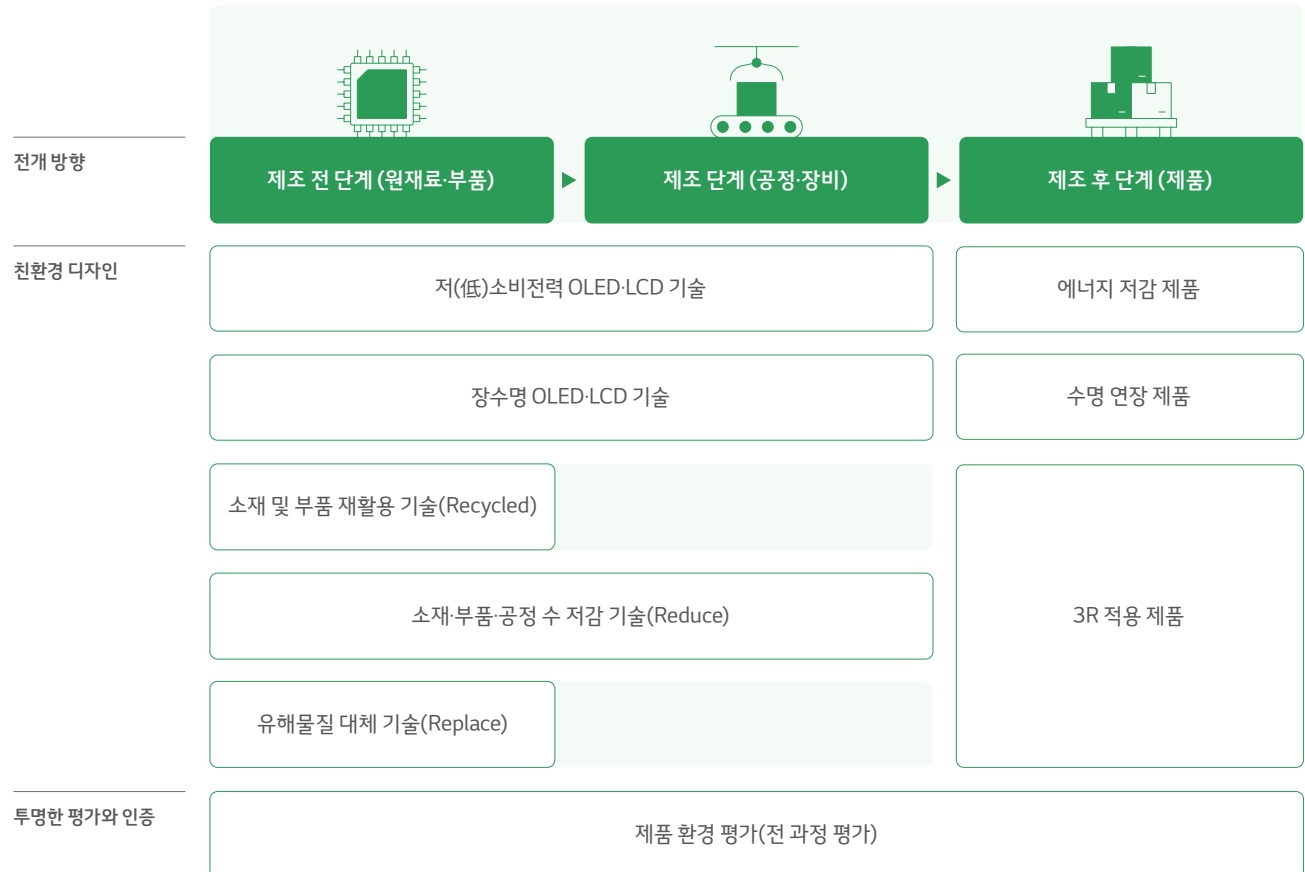 전개 방향
제조 전 단계 (원재료·부품)
제조 단계 (공정·장비)
제조 후 단계 (제품)
친환경 디자인
저(低)소비전력 OLED·LCD 기술
에너지 저감 제품
장수명 OLED·LCD 기술
수명 연장 제품
소재 및 부품 재활용 기술(Recycled)
소재·부품·공정 수 저감 기술(Reduce)
3R 적용 제품
유해물질 대체 기술(Replace)
투명한 평가와 인증
제품 환경 평가(전 과정 평가)